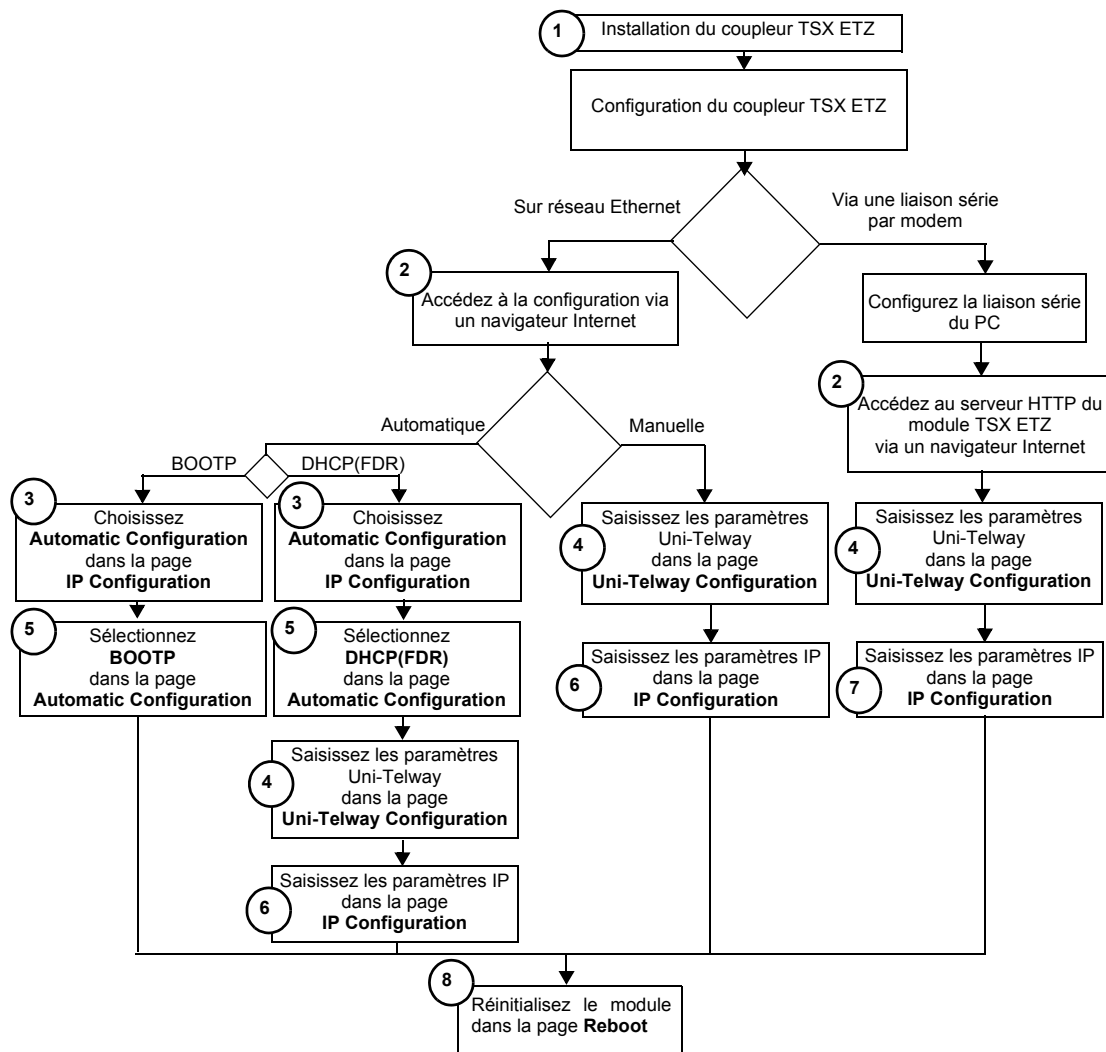 1
Installation du coupleur TSX ETZ
Configuration du coupleur TSX ETZ
Sur réseau Ethernet
Via une liaison série
par modem
2
Accédez à la configuration via
un navigateur Internet
Configurez la liaison série
du PC
2
Accédez au serveur HTTP du
module TSX ETZ
via un navigateur Internet
Automatique
Manuelle
BOOTP
DHCP(FDR)
3
Choisissez
Automatic Configuration
dans la page
IP Configuration
3
Choisissez
Automatic Configuration
dans la page
IP Configuration
4
Saisissez les paramètres
Uni-Telway
dans la page
Uni-Telway Configuration
4
Saisissez les paramètres
Uni-Telway
dans la page
Uni-Telway Configuration
5
Sélectionnez
BOOTP
dans la page
Automatic Configuration
5
Sélectionnez
DHCP(FDR)
dans la page
Automatic Configuration
6
Saisissez les paramètres IP
dans la page
IP Configuration
7
Saisissez les paramètres IP
dans la page
IP Configuration
4
Saisissez les paramètres
Uni-Telway
dans la page
Uni-Telway Configuration
6
Saisissez les paramètres IP
dans la page
IP Configuration
8
Réinitialisez le module
dans la page Reboot